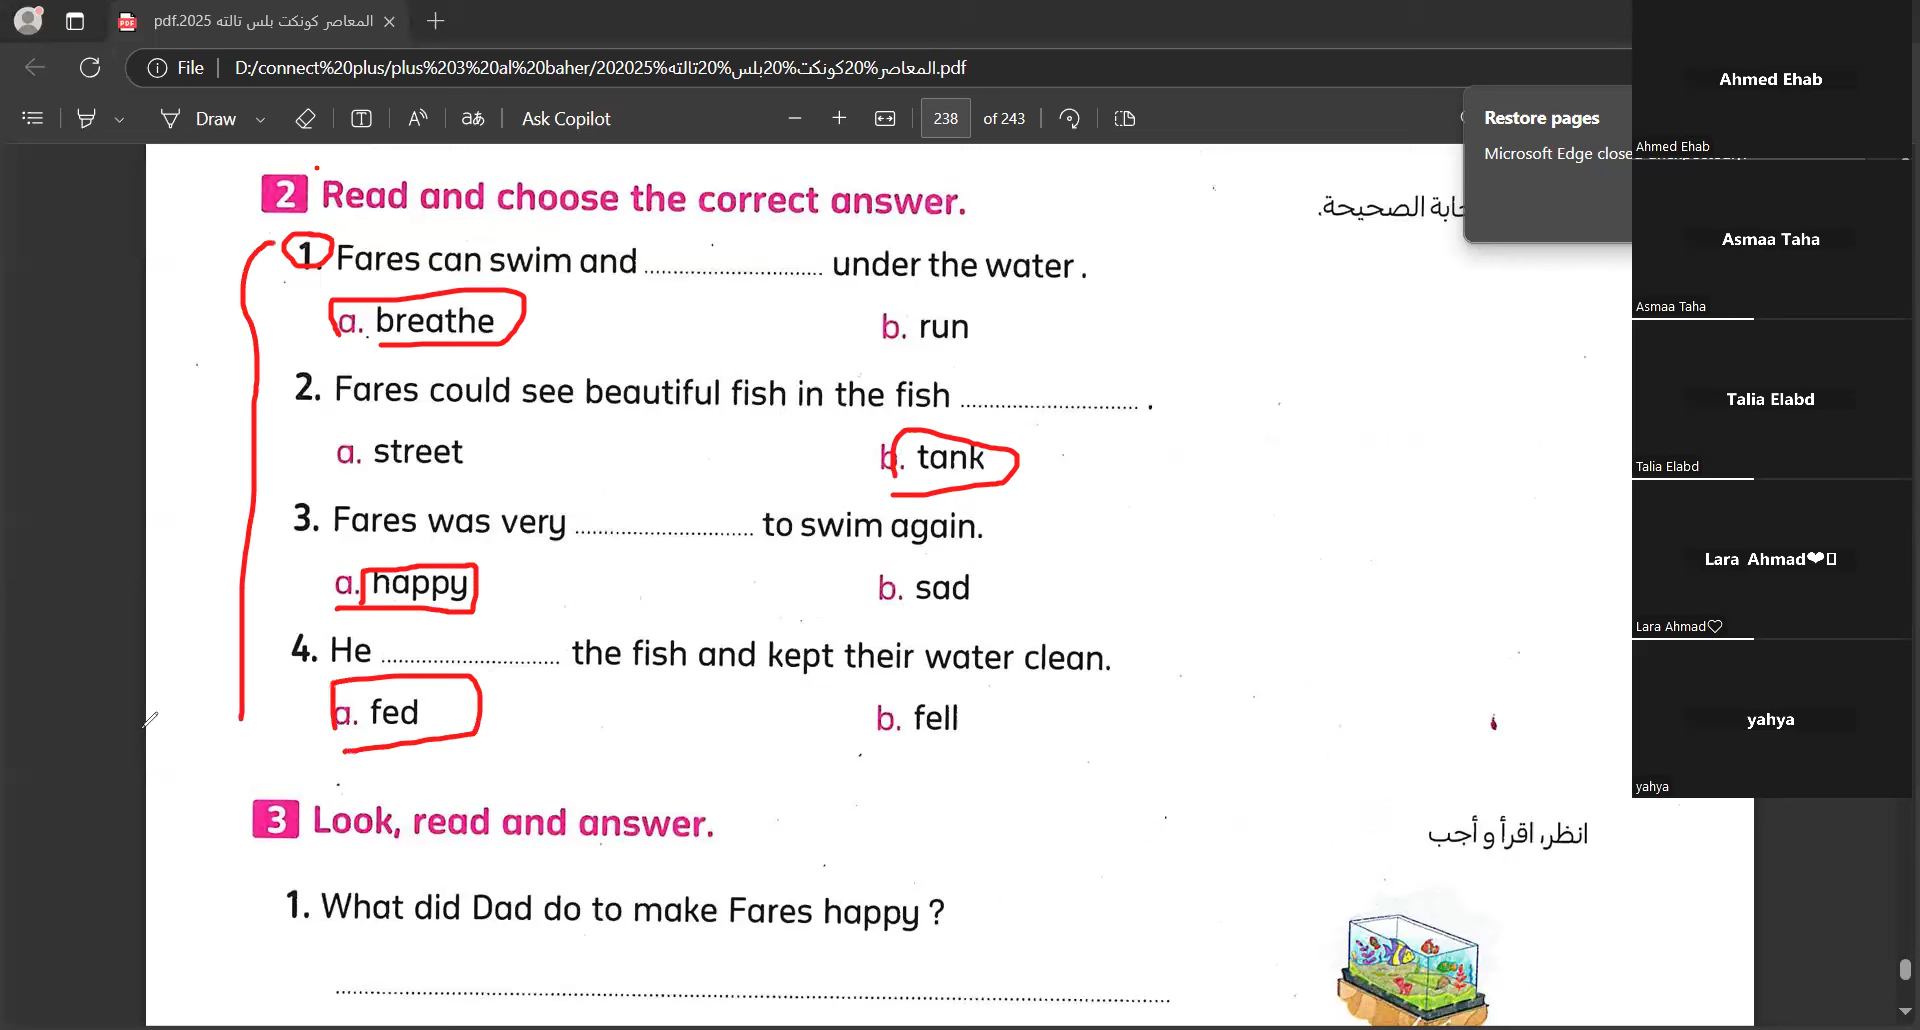 المعاصر كونكت بلس تالته 2025.pdf
File
D:/connect%20plus/plus%203%20al%20baher/202025%المعاصر%20كونكت%20بلس%20تالته.pdf
Draw
Ask Copilot
238 of 243
Restore pages
Microsoft Edge close
2 Read and choose the correct answer.
الصحيحة.
1. Fares can swim and ........................ under the water.
a. breathe b. run
2. Fares could see beautiful fish in the fish ........................ .
a. street b. tank
3. Fares was very ........................ to swim again.
a. happy b. sad
4. He ........................ the fish and kept their water clean.
a. fed b. fell
3 Look, read and answer.
انظر، اقرأ و أجب
1. What did Dad do to make Fares happy ?
Ahmed Ehab
Ahmed Ehab
Asmaa Taha
Asmaa Taha
Talia Elabd
Talia Elabd
Lara Ahmad❤
Lara Ahmad♡
yahya
yahya